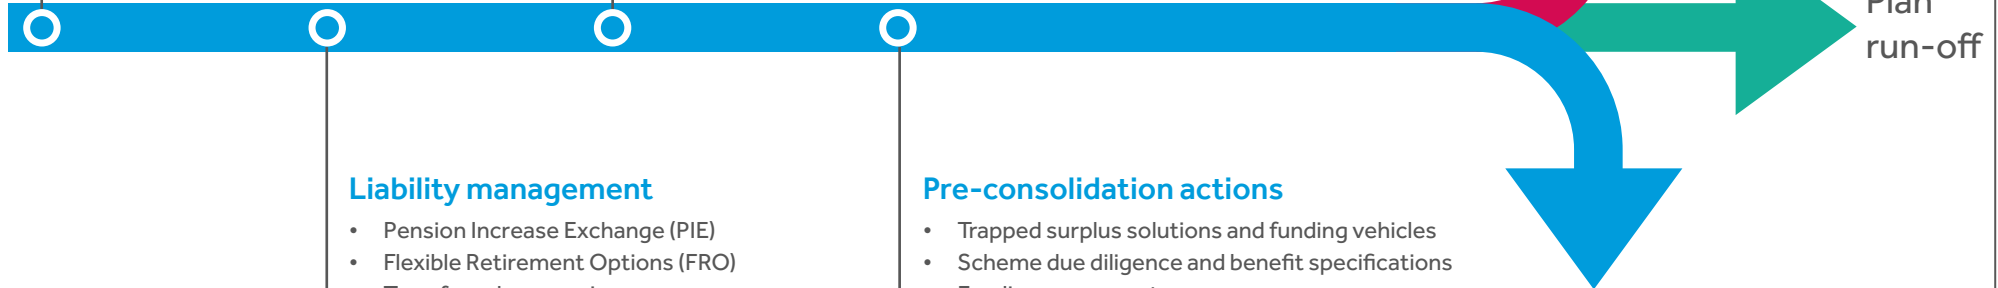 Plan
run-off
Liability management
• Pension Increase Exchange (PIE)
• Flexible Retirement Options (FRO)
Pre-consolidation actions
• Trapped surplus solutions and funding vehicles
• Scheme due diligence and benefit specifications